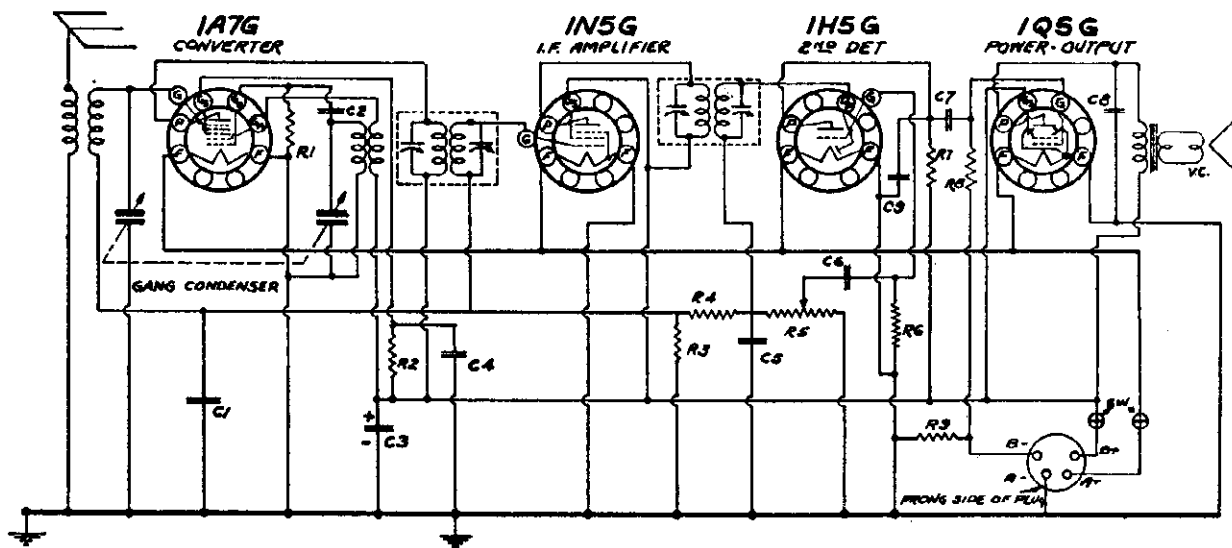 1A7G
CONVERTER
1N5G
I.F. AMPLIFIER
1H5G
2ND DET
1Q5G
POWER-OUTPUT
G
P
F
F
C2
R1
G
P
F
F
G
C7
R7
R8
C9
G
P
F
F
C8
V.C.
GANG CONDENSER
C6
R4
R5
R6
R2
C4
R3
C5
C1
+
-
C3
R9
SW.
B-
B+
A-
A+
PRONG SIDE OF PLUG